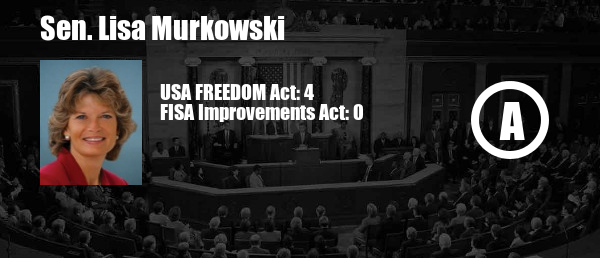 Sen. Lisa Murkowski
USA FREEDOM Act: 4
FISA Improvements Act: 0
A